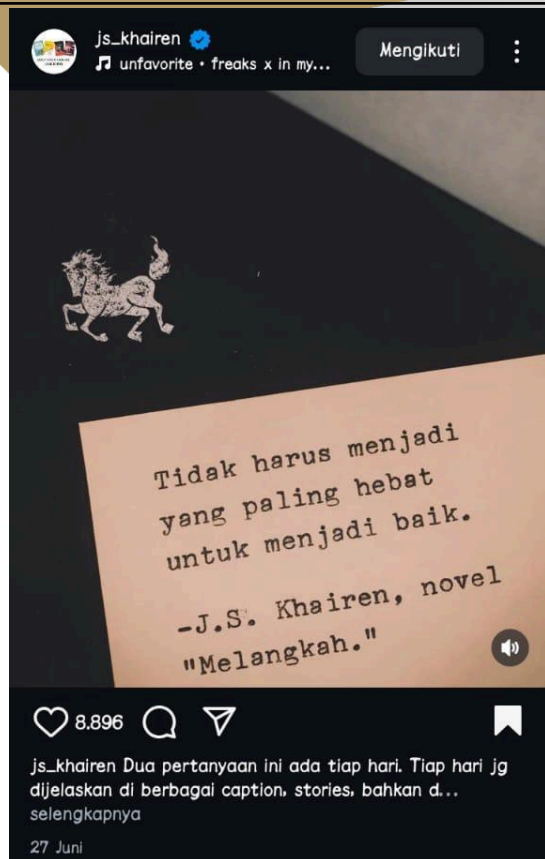 js_khairen
unfavorite • freaks x in my...
Mengikuti
Tidak harus menjadi
yang paling hebat
untuk menjadi baik.
-J.S. Khairen, novel
"Melangkah."
8.896
js_khairen Dua pertanyaan ini ada tiap hari. Tiap hari jg
dijelaskan di berbagai caption, stories, bahkan d...
selengkapnya
27 Juni